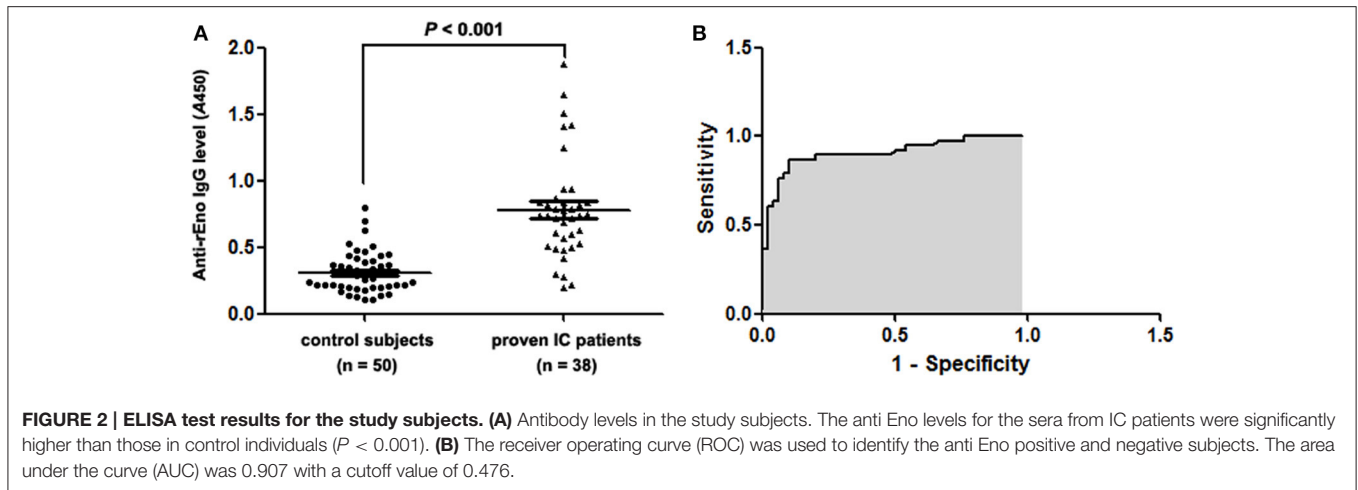 A
P < 0.001
Anti-rEno IgG level (A450)
2.0
1.5
1.0
0.5
0.0
control subjects
(n = 50)
proven IC patients
(n = 38)
B
Sensitivity
1.5
1.0
0.5
0.0
0.0 0.5 1.0 1.5
1 - Specificity
FIGURE 2 | ELISA test results for the study subjects. (A) Antibody levels in the study subjects. The anti Eno levels for the sera from IC patients were significantly
higher than those in control individuals (P < 0.001). (B) The receiver operating curve (ROC) was used to identify the anti Eno positive and negative subjects. The area
under the curve (AUC) was 0.907 with a cutoff value of 0.476.